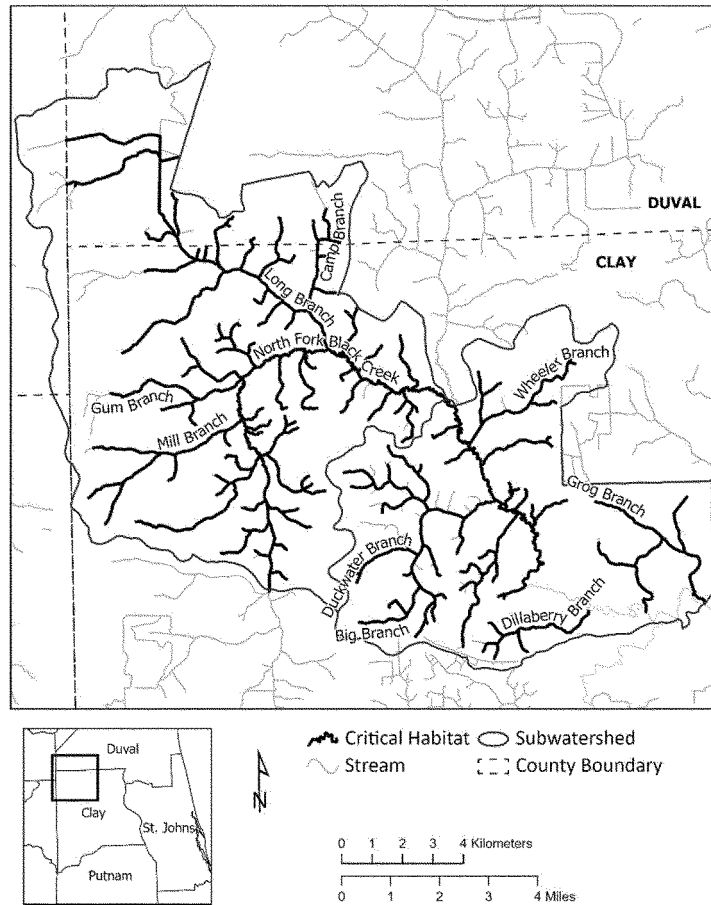 DUVAL
CLAY
Camp Branch
Long Branch
North Fork Black Creek
Wheeler Branch
Gum Branch
Mill Branch
Grog Branch
Duckwater Branch
Big Branch
Dillaberry Branch
Duval
Clay
St. Johns
Putnam
N
Critical Habitat
Subwatershed
Stream
County Boundary
0 1 2 3 4 Kilometers
0 1 2 3 4 Miles